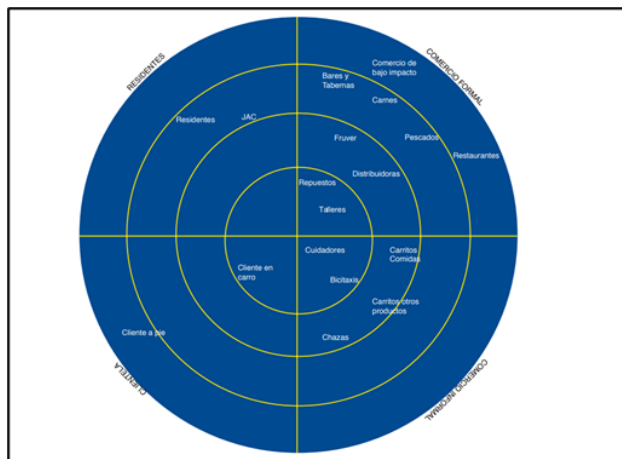 RESIDENTES
COMERCIO FORMAL
Comercio de
bajo impacto
Bares y
Tabernas
Carnes
Residentes
JAC
Fruver
Pescados
Restaurantes
Distribuidoras
Repuestos
Talleres
Cuidadores
Carritos
Comidas
Cliente en
carro
Bicitaxis
Carritos otros
productos
Cliente a pie
Chazas
CLIENTELA
COMERCIO INFORMAL